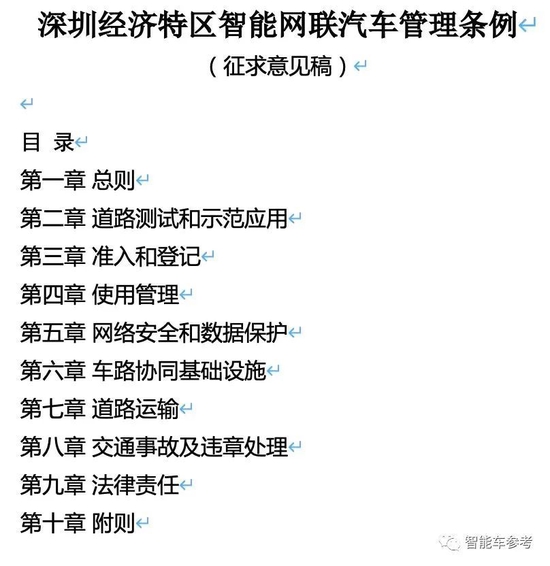 深圳经济特区智能网联汽车管理条例↵
（征求意见稿）↵
↵
目 录↵
第一章 总则↵
第二章 道路测试和示范应用↵
第三章 准入和登记↵
第四章 使用管理↵
第五章 网络安全和数据保护↵
第六章 车路协同基础设施↵
第七章 道路运输↵
第八章 交通事故及违章处理↵
第九章 法律责任↵
第十章 附则↵
智能车参考